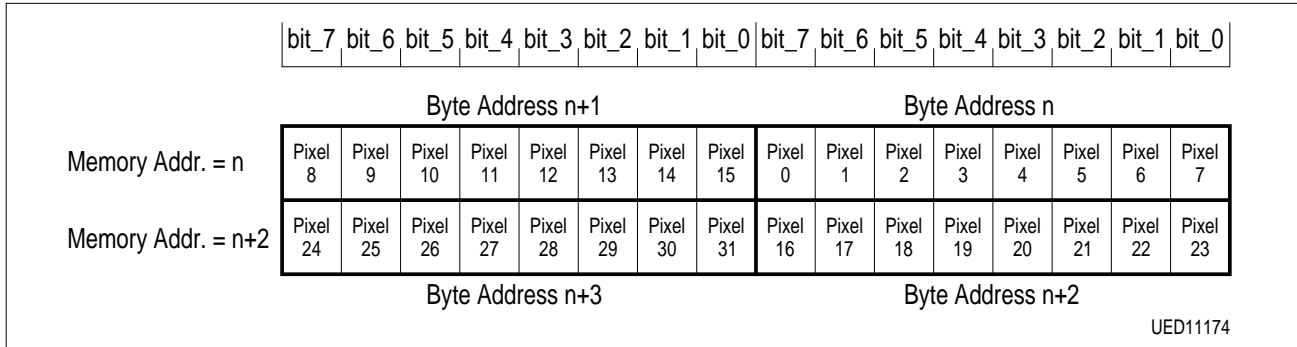 bit_7 bit_6 bit_5 bit_4 bit_3 bit_2 bit_1 bit_0 bit_7 bit_6 bit_5 bit_4 bit_3 bit_2 bit_1 bit_0
Byte Address n+1 Byte Address n
Memory Addr. = n Pixel 8 Pixel 9 Pixel 10 Pixel 11 Pixel 12 Pixel 13 Pixel 14 Pixel 15 Pixel 0 Pixel 1 Pixel 2 Pixel 3 Pixel 4 Pixel 5 Pixel 6 Pixel 7
Memory Addr. = n+2 Pixel 24 Pixel 25 Pixel 26 Pixel 27 Pixel 28 Pixel 29 Pixel 30 Pixel 31 Pixel 16 Pixel 17 Pixel 18 Pixel 19 Pixel 20 Pixel 21 Pixel 22 Pixel 23
Byte Address n+3 Byte Address n+2
UED11174